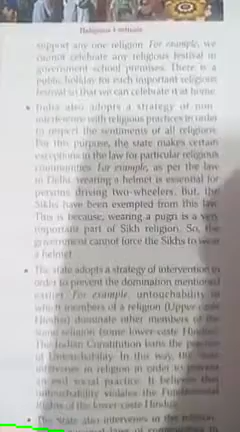 support any one religion. For example, we
cannot celebrate any religious festival in
government school premises. There is a
public holiday for each important religious
festival so that we can celebrate it at home.
• India also adopts a strategy of non-
interference with religious practices in order
to respect the sentiments of all religions.
For this purpose, the state makes certain
exceptions in the law for particular religious
communities. For example, as per the law
in Delhi, wearing a helmet is essential for
persons driving two-wheelers. But, the
Sikhs have been exempted from this law.
This is because, wearing a pugri is a very
important part of Sikh religion. So, the
government cannot force the Sikhs to wear
a helmet.
• The state adopts a strategy of intervention in
order to prevent the domination mentioned
earlier. For example, untouchability in
which members of a religion (Upper caste
Hindus) dominate other members of the
same religion (some lower-caste Hindus).
The Indian Constitution bans the practice
of Untouchability. In this way, the state
intervenes in religion in order to prevent
an evil social practice. It believes that
untouchability violates the Fundamental
Rights of the lower-caste Hindus.
• The State also intervenes in the